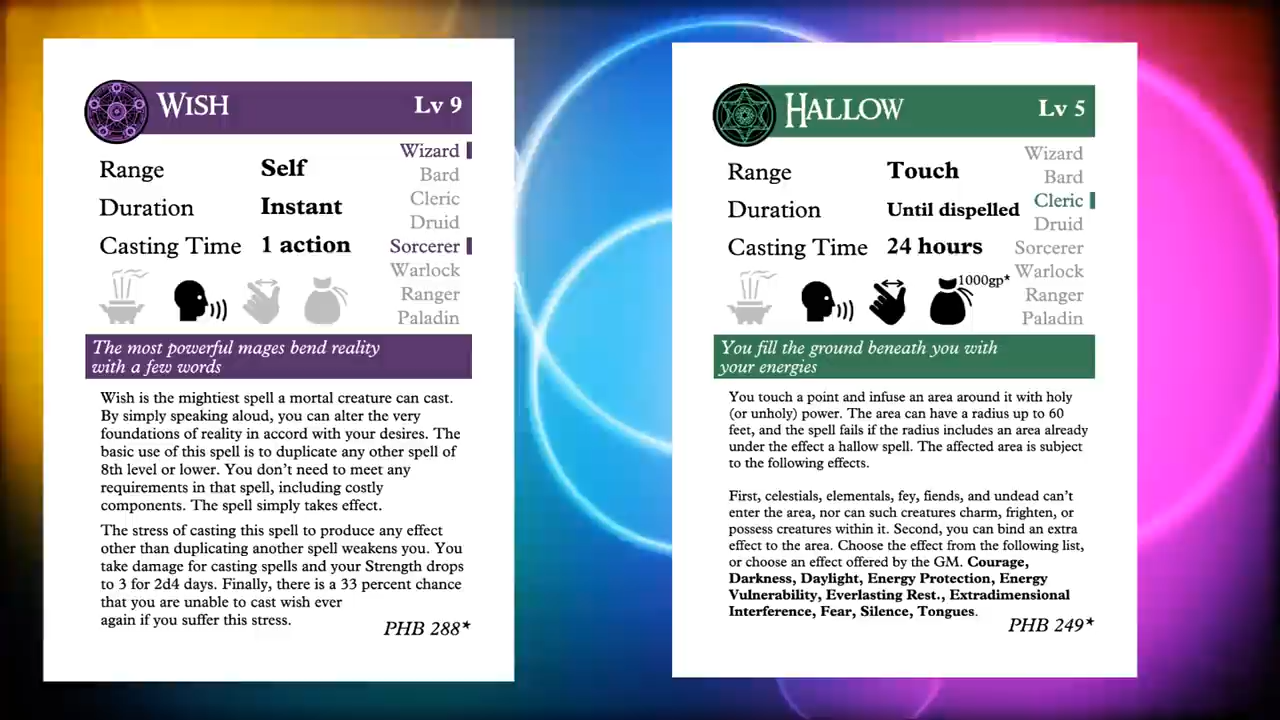 WISH
Lv 9
Range Self
Duration Instant
Casting Time 1 action
Wizard
Bard
Cleric
Druid
Sorcerer
Warlock
Ranger
Paladin
The most powerful mages bend reality
with a few words
Wish is the mightiest spell a mortal creature can cast.
By simply speaking aloud, you can alter the very
foundations of reality in accord with your desires. The
basic use of this spell is to duplicate any other spell of
8th level or lower. You don't need to meet any
requirements in that spell, including costly
components. The spell simply takes effect.
The stress of casting this spell to produce any effect
other than duplicating another spell weakens you. You
take damage for casting spells and your Strength drops
to 3 for 2d4 days. Finally, there is a 33 percent chance
that you are unable to cast wish ever
again if you suffer this stress.
PHB 288*
HALLOW
Lv 5
Range Touch
Duration Until dispelled
Casting Time 24 hours
1000gp*
Wizard
Bard
Cleric
Druid
Sorcerer
Warlock
Ranger
Paladin
You fill the ground beneath you with
your energies
You touch a point and infuse an area around it with holy
(or unholy) power. The area can have a radius up to 60
feet, and the spell fails if the radius includes an area already
under the effect a hallow spell. The affected area is subject
to the following effects.
First, celestials, elementals, fey, fiends, and undead can't
enter the area, nor can such creatures charm, frighten, or
possess creatures within it. Second, you can bind an extra
effect to the area. Choose the effect from the following list,
or choose an effect offered by the GM. Courage,
Darkness, Daylight, Energy Protection, Energy
Vulnerability, Everlasting Rest., Extradimensional
Interference, Fear, Silence, Tongues.
PHB 249*